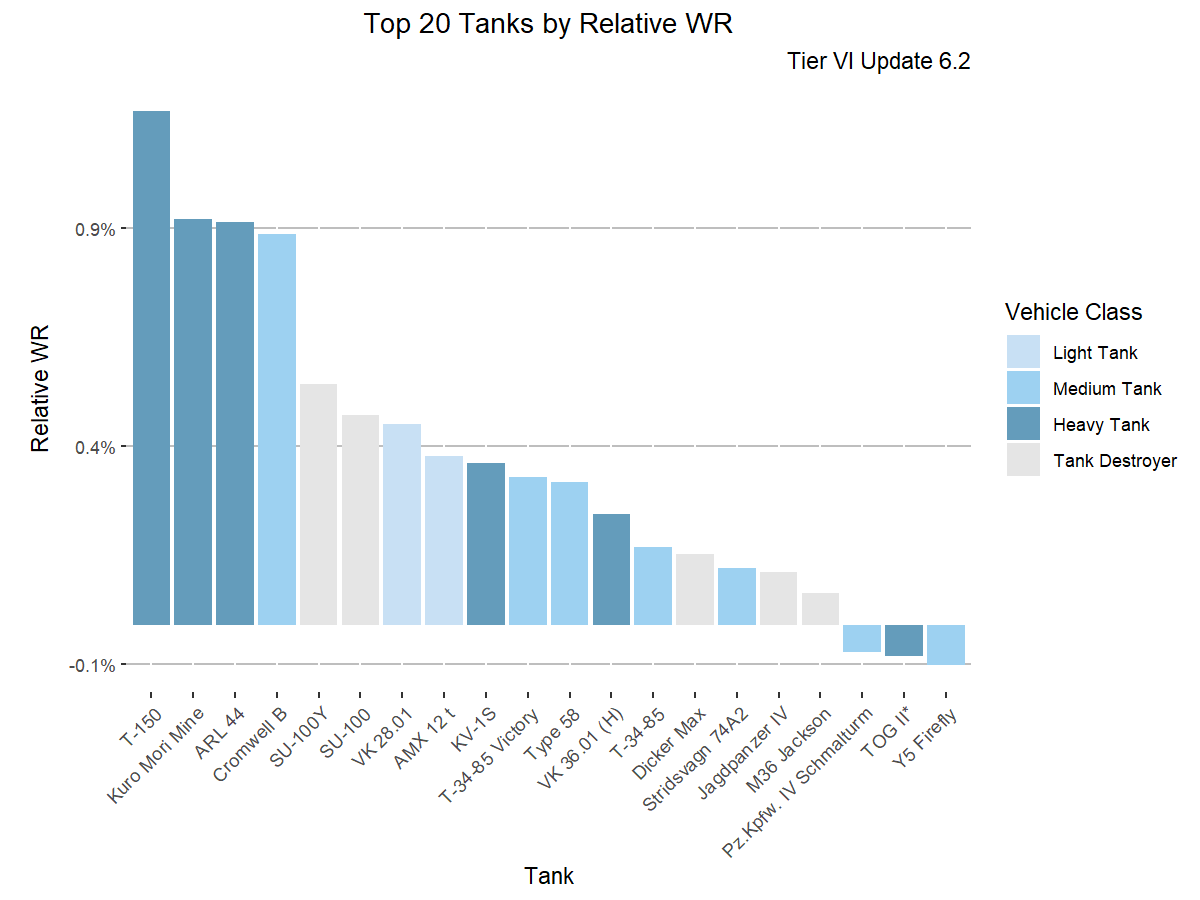 Top 20 Tanks by Relative WR
Tier VI Update 6.2
Relative WR
0.9%
0.4%
-0.1%
T-150
Kuro Mori Mine
ARL 44
Cromwell B
SU-100Y
SU-100
VK 28.01
AMX 12 t
KV-1S
T-34-85 Victory
Type 58
VK 36.01 (H)
T-34-85
Dicker Max
Stridsvagn 74A2
Jagdpanzer IV
M36 Jackson
Pz.Kpfw. IV Schmalturm
TOG II*
Y5 Firefly
Tank
Vehicle Class
Light Tank
Medium Tank
Heavy Tank
Tank Destroyer